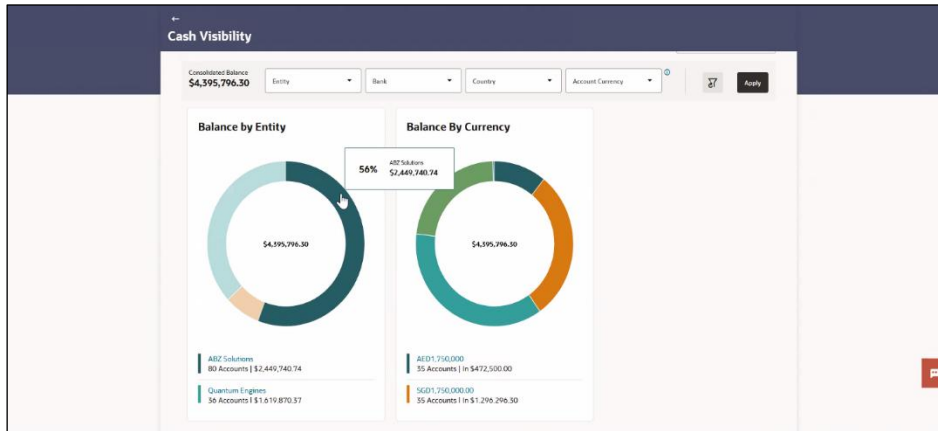 ←
Cash Visibility
Consolidated Balance
$4,395,796.30
Entity
Bank
Country
Account Currency
Apply
Balance by Entity
Balance By Currency
56%
ABZ Solutions
$2,449,740.74
$4,395,796.30
$4,395,796.30
ABZ Solutions
80 Accounts | $2,449,740.74
Quantum Engines
36 Accounts | $1,619,870.37
AED1,750,000
35 Accounts | In $472,500.00
SGD1,750,000.00
35 Accounts | In $1,296,296.30